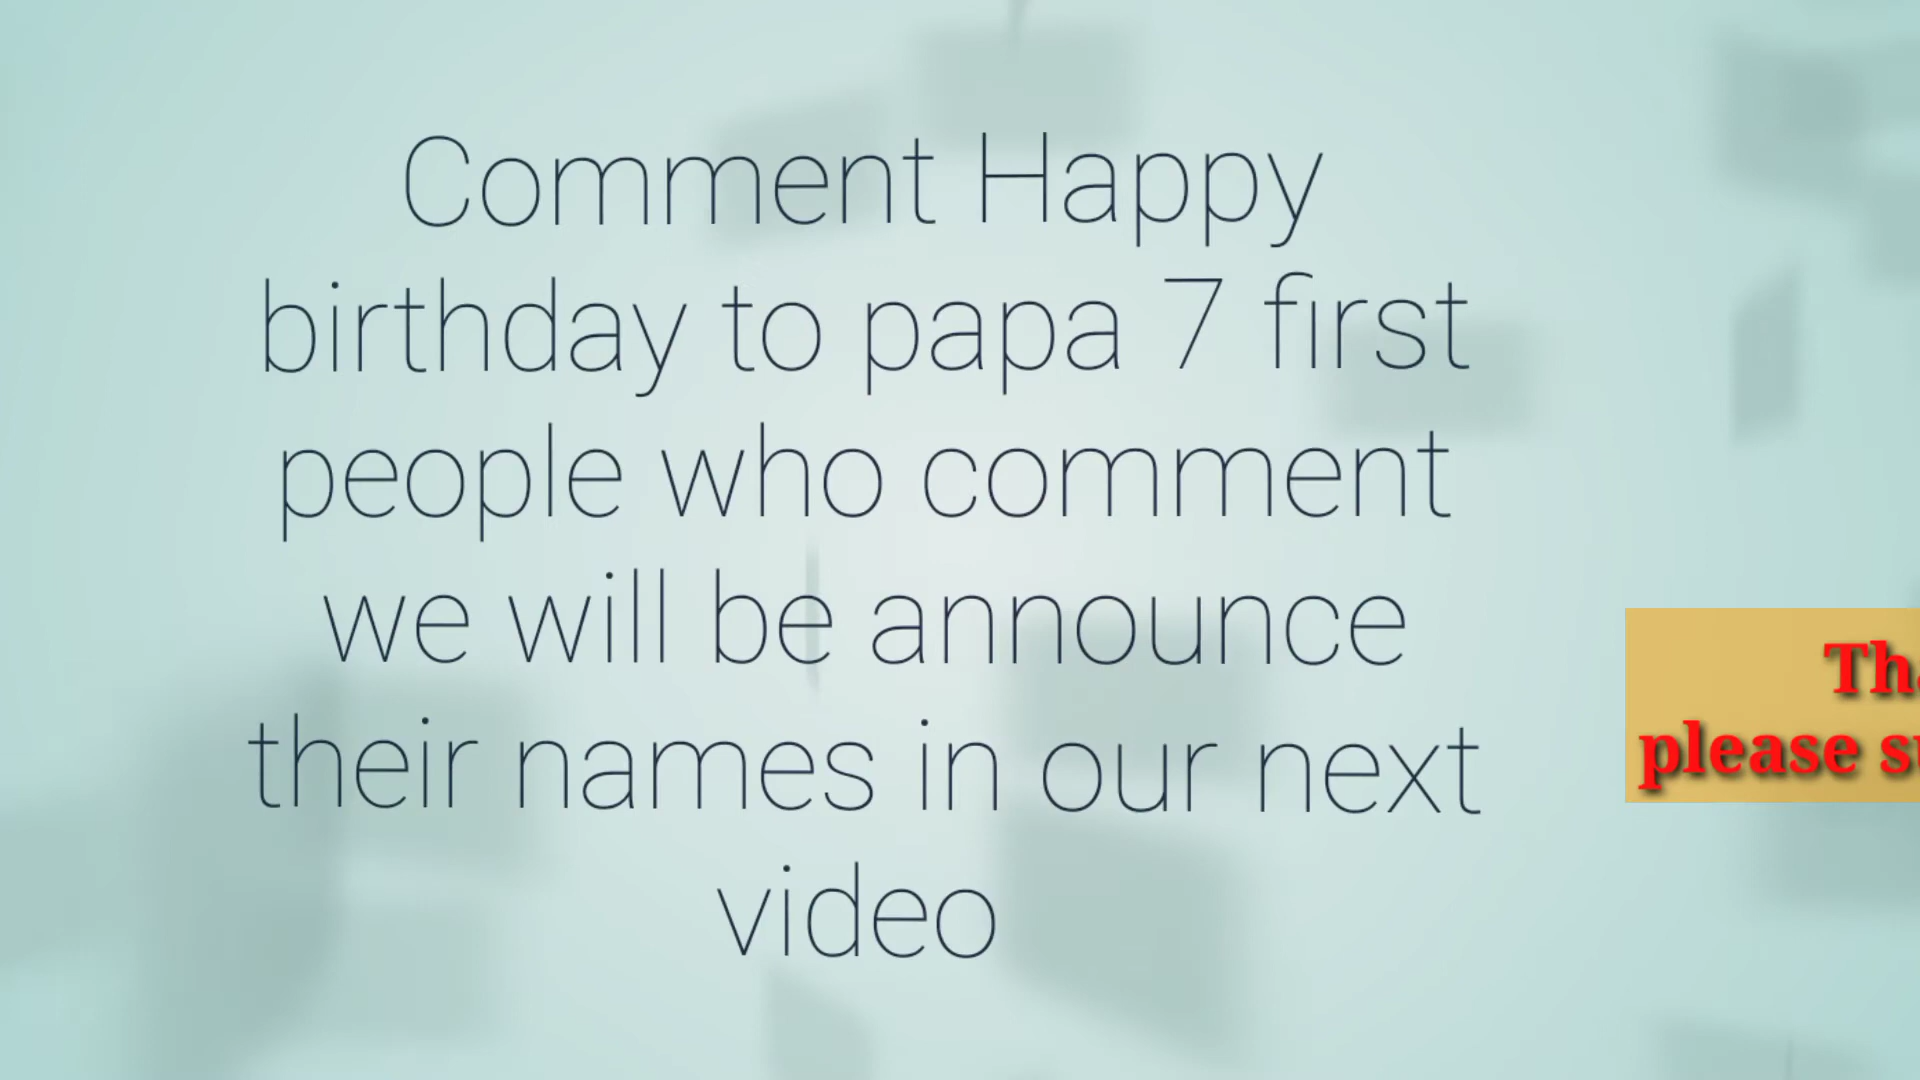 Comment Happy
birthday to papa 7 first
people who comment
we will be announce
their names in our next
video
please